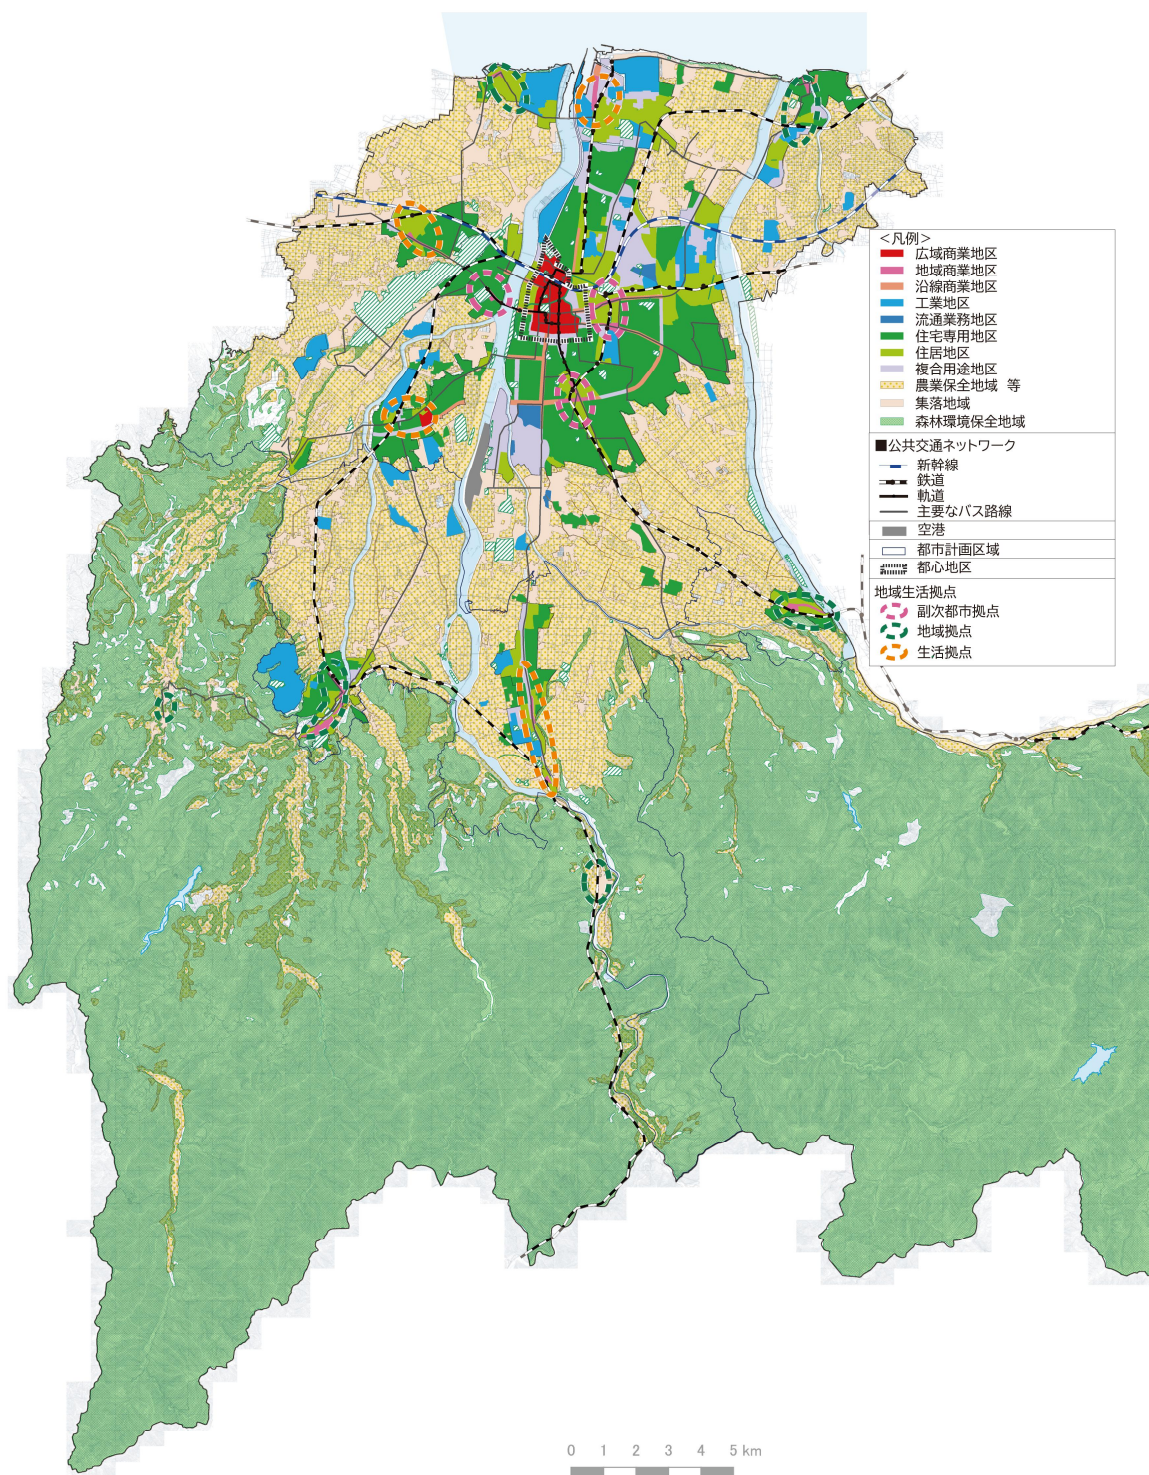 ＜凡例＞
広域商業地区
地域商業地区
沿線商業地区
工業地区
流通業務地区
住宅専用地区
住居地区
複合用途地区
農業保全地域 等
集落地域
森林環境保全地域
■公共交通ネットワーク
新幹線
鉄道
軌道
主要なバス路線
空港
都市計画区域
都心地区
地域生活拠点
副次都市拠点
地域拠点
生活拠点
0 1 2 3 4 5 km